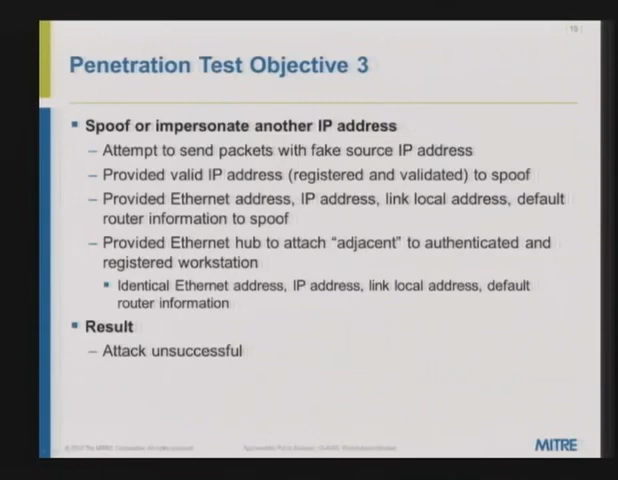 Penetration Test Objective 3
▪ Spoof or impersonate another IP address
– Attempt to send packets with fake source IP address
– Provided valid IP address (registered and validated) to spoof
– Provided Ethernet address, IP address, link local address, default
router information to spoof
– Provided Ethernet hub to attach “adjacent” to authenticated and
registered workstation
▪ Identical Ethernet address, IP address, link local address, default
router information
▪ Result
– Attack unsuccessful
MITRE